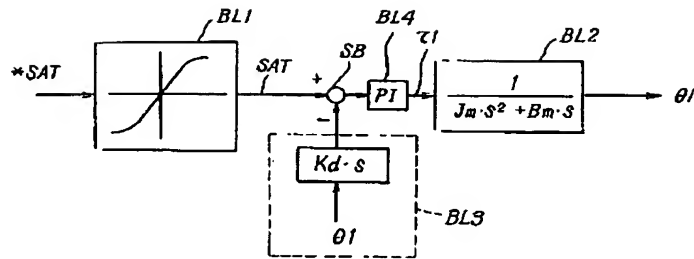 BL1
BL4
SB
τ1
BL2
*SAT
SAT
+
PI
1
Jm·s² + Bm·s
θ1
−
Kd·s
BL3
θ1